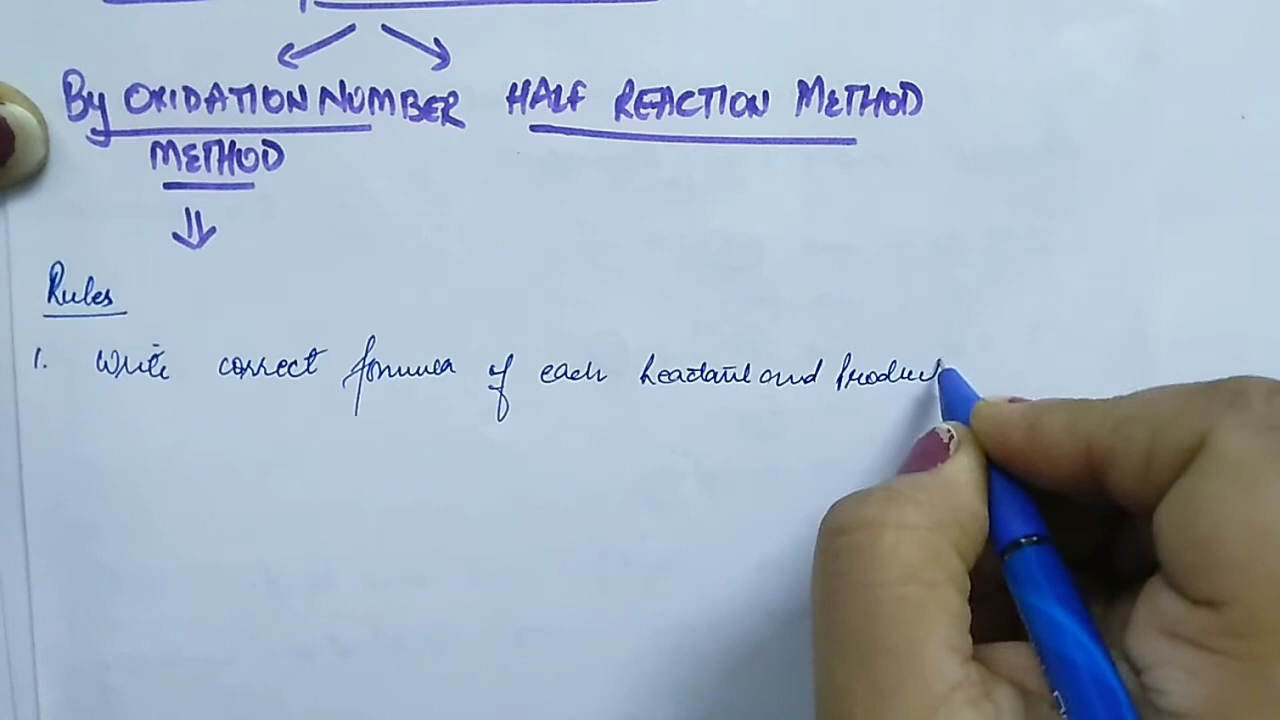 By OXIDATION NUMBER HALF REACTION METHOD
METHOD
Rules
1. Write correct formula of each reactant and product